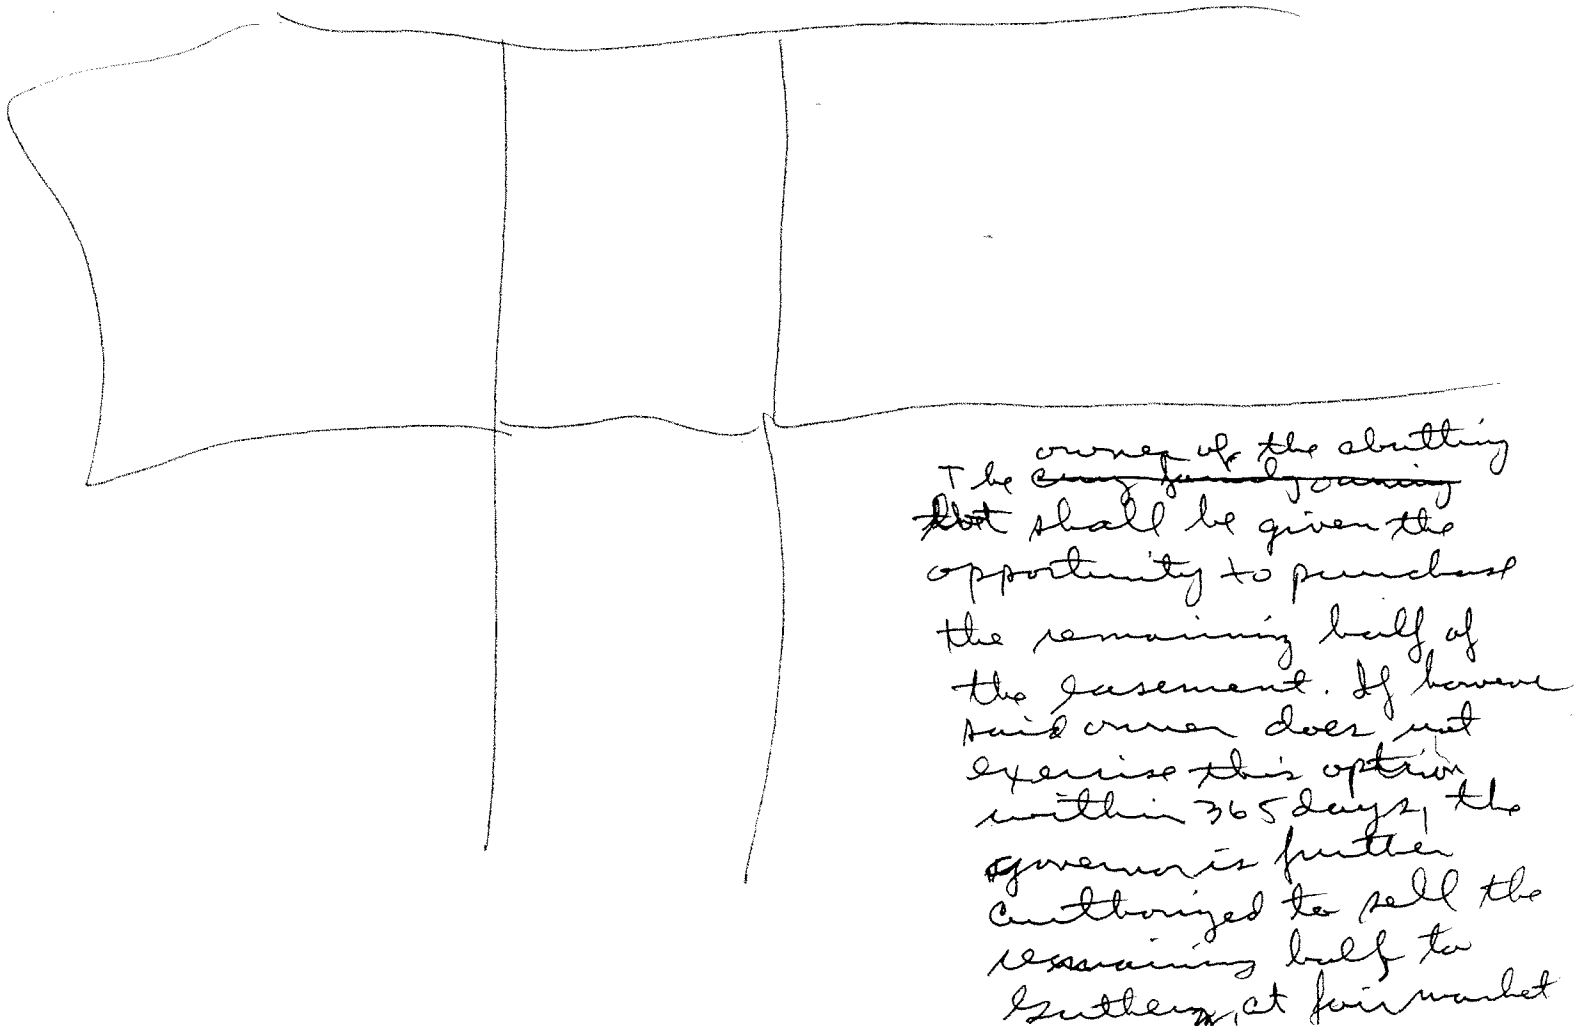 owner of the abutting
The
lot shall be given the
opportunity to purchase
the remaining half of
the easement. If however
said owner does not
exercise this option
within 365 days, the
governor is further
authorized to sell the
remaining half to
at fair market